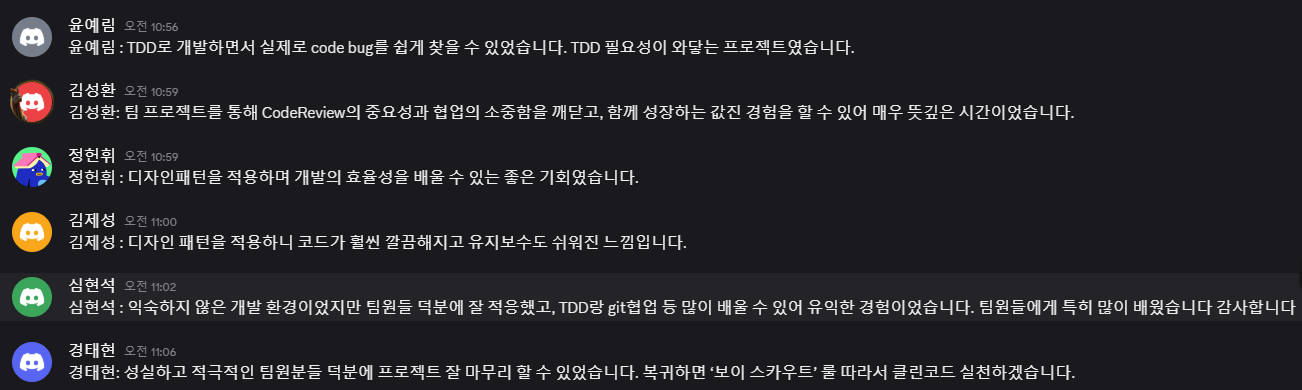 윤예림 오전 10:56
윤예림 : TDD로 개발하면서 실제로 code bug를 쉽게 찾을 수 있었습니다. TDD 필요성이 와닿는 프로젝트였습니다.
김성환 오전 10:59
김성환: 팀 프로젝트를 통해 CodeReview의 중요성과 협업의 소중함을 깨닫고, 함께 성장하는 값진 경험을 할 수 있어 매우 뜻깊은 시간이었습니다.
정헌휘 오전 10:59
정헌휘 : 디자인패턴을 적용하며 개발의 효율성을 배울 수 있는 좋은 기회였습니다.
김제성 오전 11:00
김제성 : 디자인 패턴을 적용하니 코드가 훨씬 깔끔해지고 유지보수도 쉬워진 느낌입니다.
심현석 오전 11:02
심현석 : 익숙하지 않은 개발 환경이었지만 팀원들 덕분에 잘 적응했고, TDD랑 git협업 등 많이 배울 수 있어 유익한 경험이었습니다. 팀원들에게 특히 많이 배웠습니다 감사합니다
경태현 오전 11:06
경태현: 성실하고 적극적인 팀원분들 덕분에 프로젝트 잘 마무리 할 수 있었습니다. 복귀하면 ‘보이 스카우트’ 룰 따라서 클린코드 실천하겠습니다.